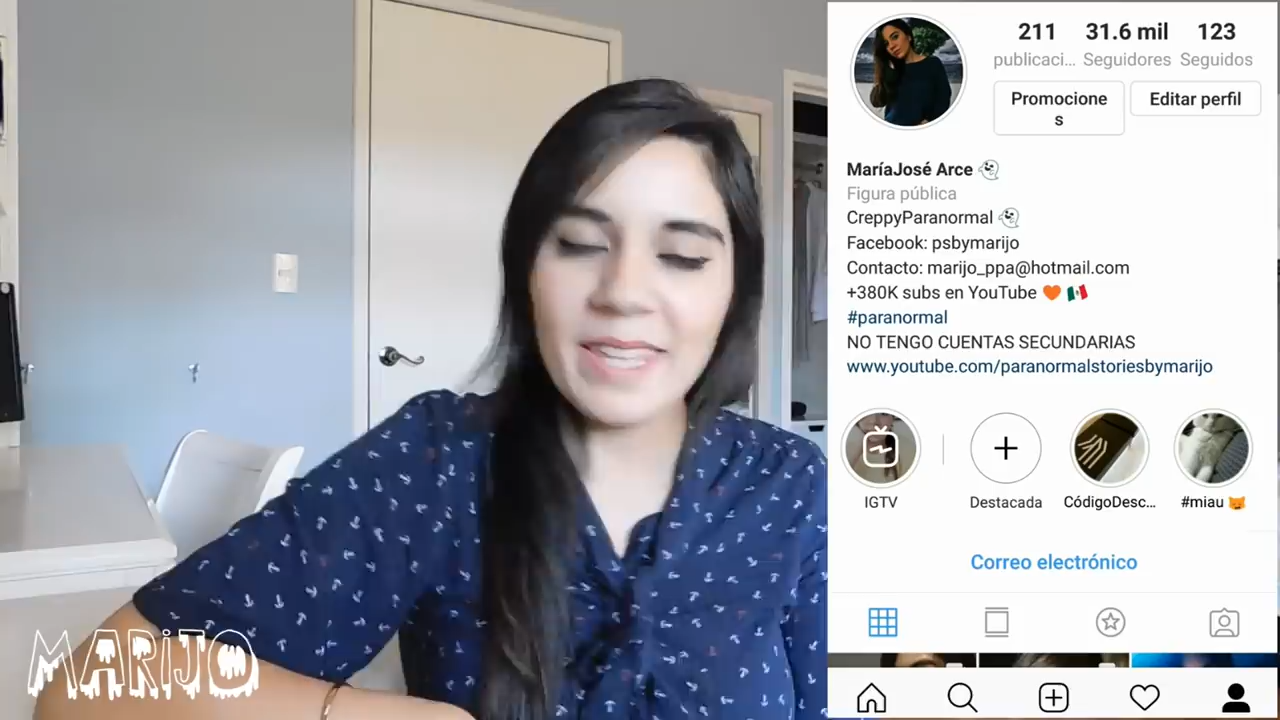 211 31.6 mil 123
publicaci... Seguidores Seguidos
Promocione
s
Editar perfil
MaríaJosé Arce
Figura pública
CreppyParanormal
Facebook: psbymarijo
Contacto: marijo_ppa@hotmail.com
+380K subs en YouTube
#paranormal
NO TENGO CUENTAS SECUNDARIAS
www.youtube.com/paranormalstoriesbymarijo
IGTV Destacada CódigoDesc... #miau
Correo electrónico
MARiJO